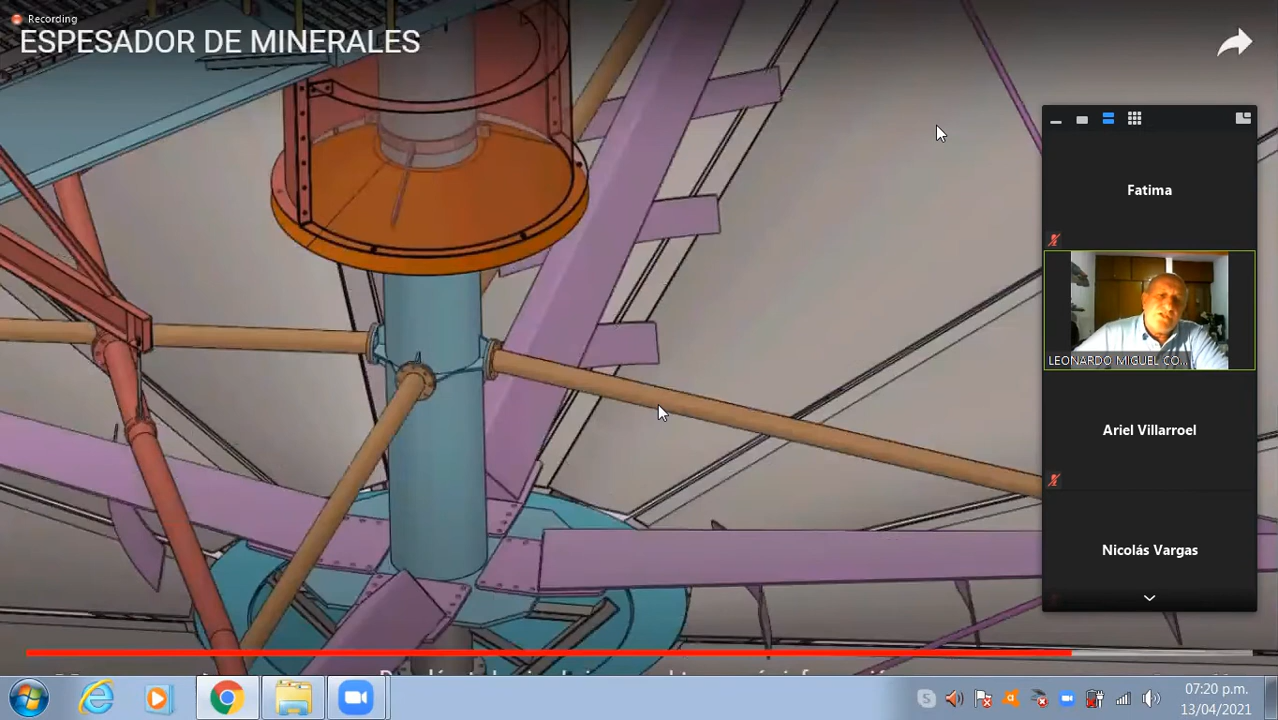 Recording
ESPESADOR DE MINERALES
Fatima
LEONARDO MIGUEL CO...
Ariel Villarroel
Nicolás Vargas
07:20 p.m.
13/04/2021